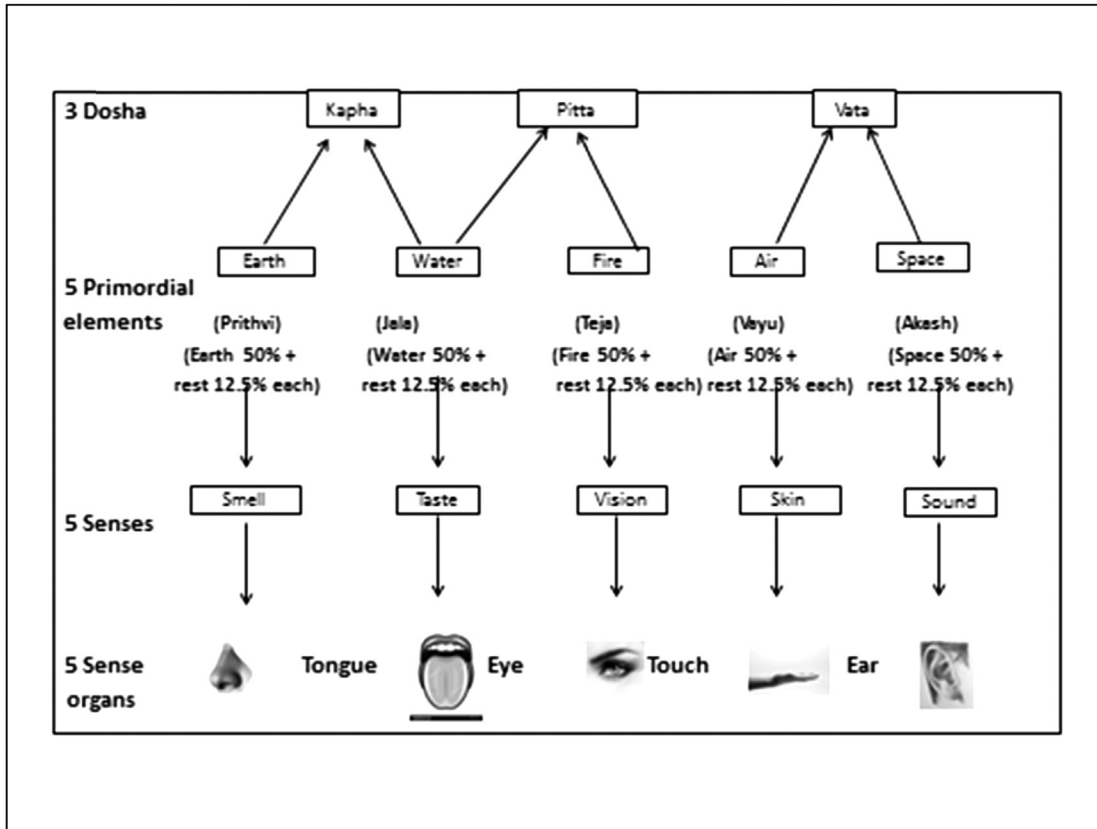 3 Dosha
Kapha
Pitta
Vata
Earth
Water
Fire
Air
Space
5 Primordial
elements
(Prithvi)
(Jala)
(Teja)
(Vayu)
(Akash)
(Earth 50% +
rest 12.5% each)
(Water 50% +
rest 12.5% each)
(Fire 50% +
rest 12.5% each)
(Air 50% +
rest 12.5% each)
(Space 50% +
rest 12.5% each)
5 Senses
Smell
Taste
Vision
Skin
Sound
5 Sense
organs
Tongue
Eye
Touch
Ear